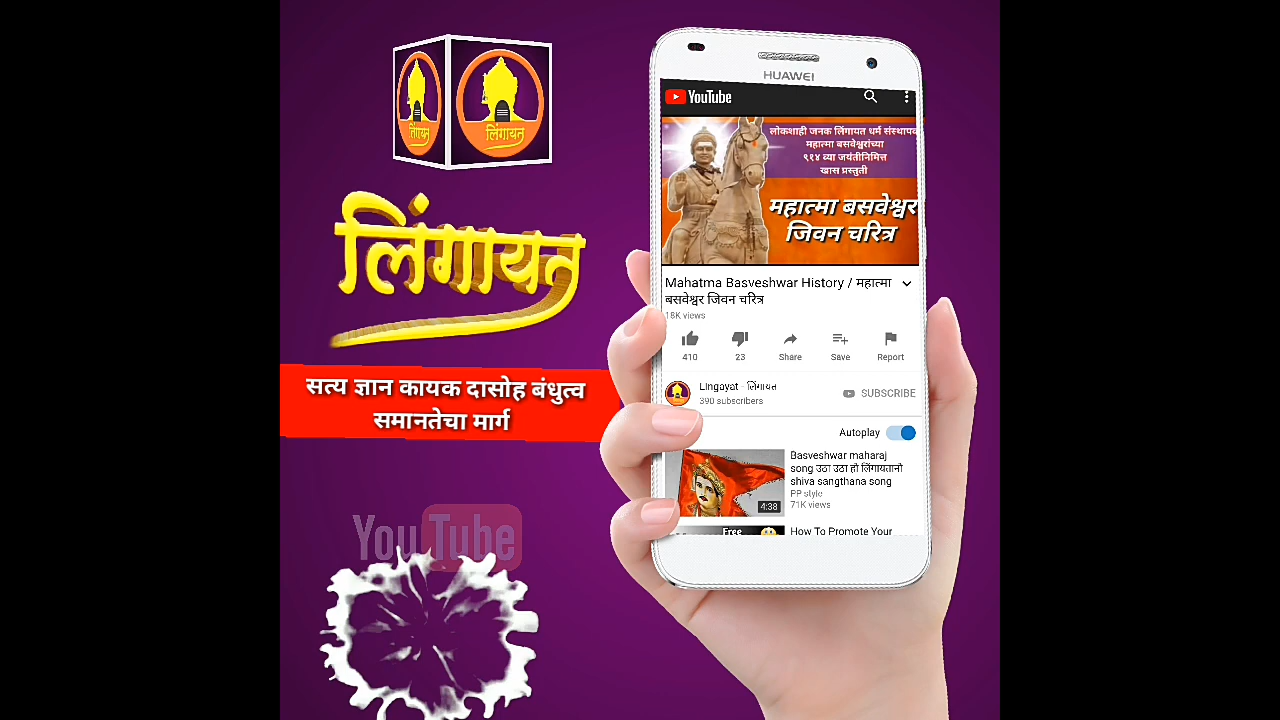 लिंगायत
लिंगायत
लिंगायत
सत्य ज्ञान कायक दासोह बंधुत्व
समानतेचा मार्ग
YouTube
HUAWEI
YouTube
लोकशाही जनक लिंगायत धर्म संस्थापक
महात्मा बसवेश्वरांच्या
९१४ व्या जयंतीनिमित्त
खास प्रस्तुती
महात्मा बसवेश्वर
जिवन चरित्र
Mahatma Basveshwar History / महात्मा
बसवेश्वर जिवन चरित्र
18K views
410 23 Share Save Report
Lingayat - लिंगायत
390 subscribers
SUBSCRIBE
Autoplay
Basveshwar maharaj
song उठा उठा हो लिंगायतानो
shiva sangthana song
PP style
71K views
4:38
Free
How To Promote Your